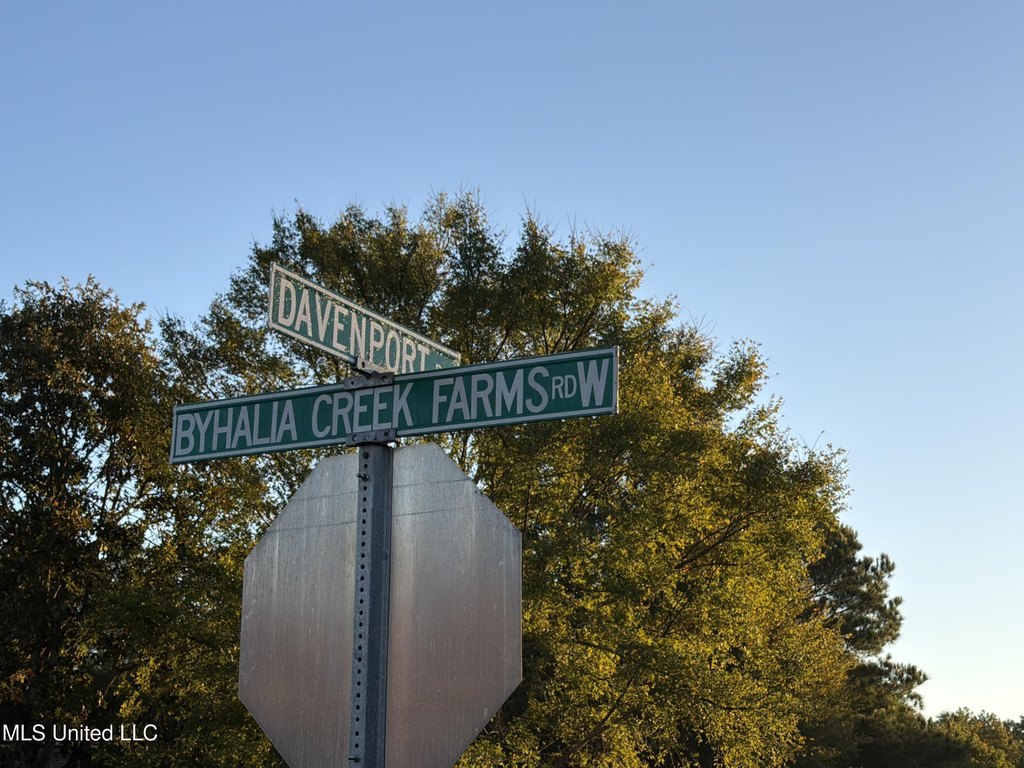 DAVENPORT
BYHALIA CREEK FARMS RD W
MLS United LLC